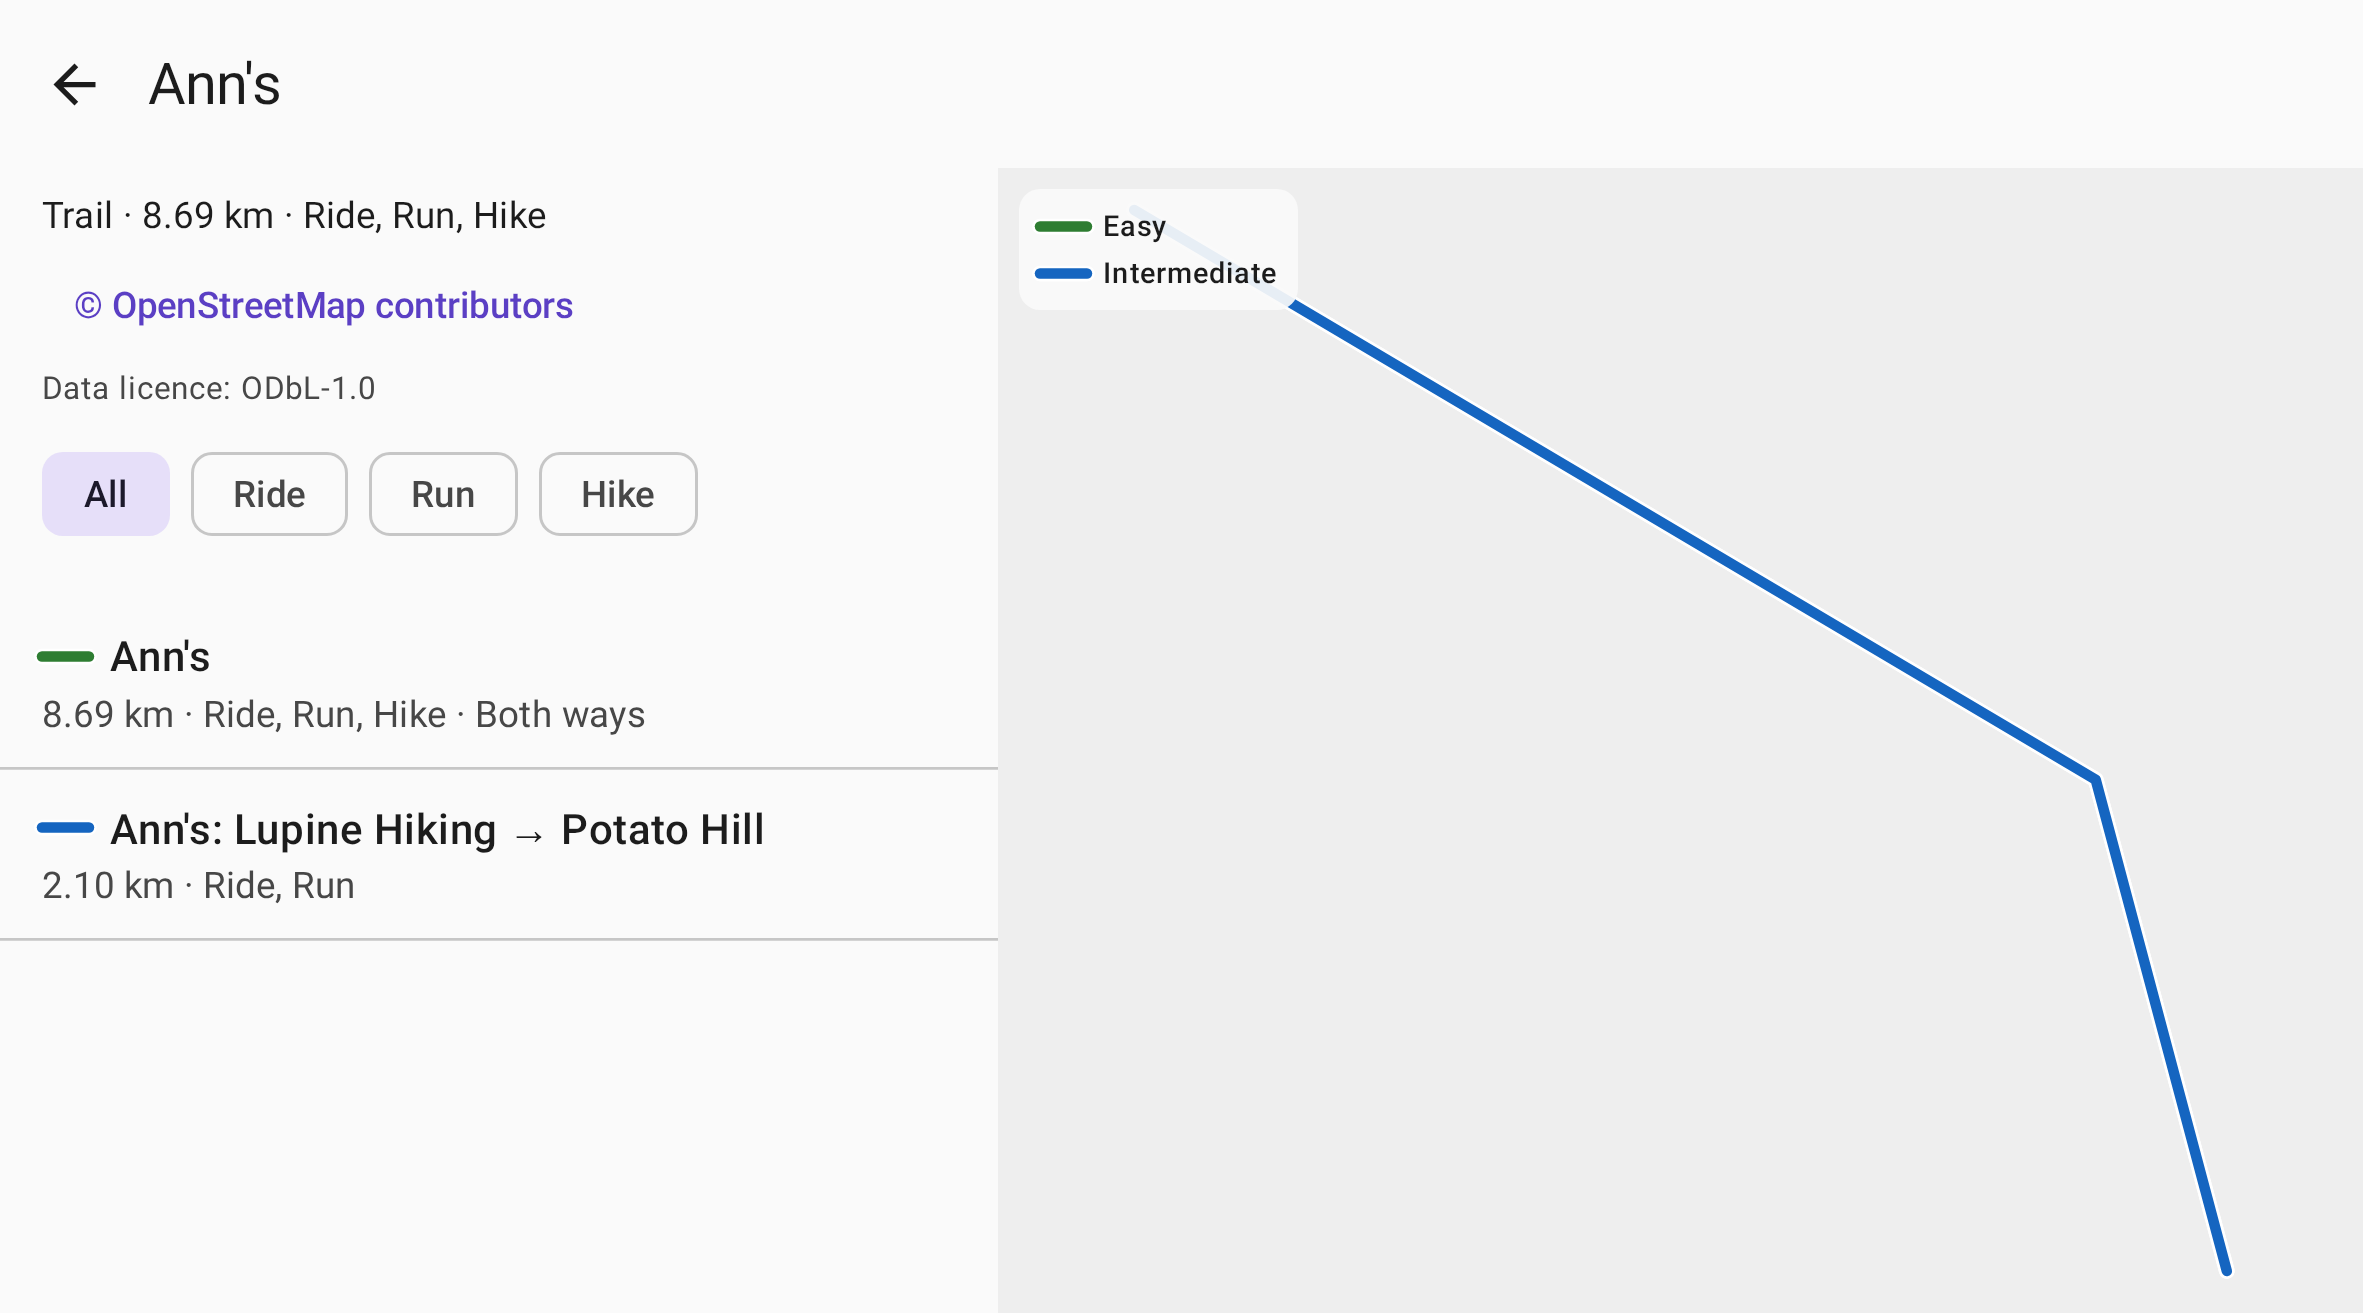 Ann's
Trail · 8.69 km · Ride, Run, Hike
© OpenStreetMap contributors
Data licence: ODbL-1.0
All
Ride
Run
Hike
Ann's
8.69 km · Ride, Run, Hike · Both ways
Ann's: Lupine Hiking → Potato Hill
2.10 km · Ride, Run
Easy
Intermediate